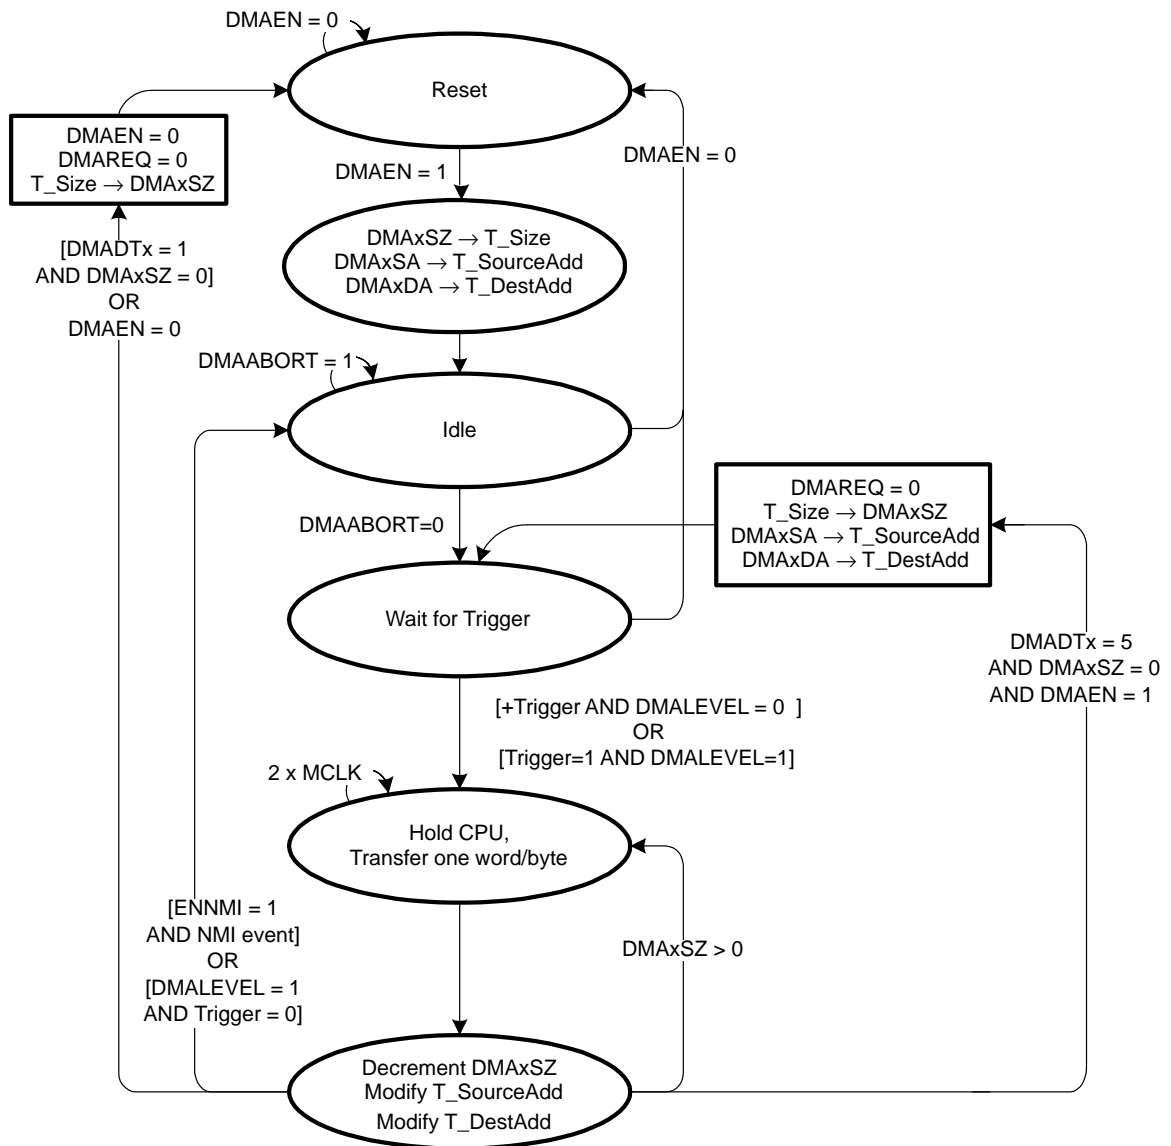 DMAEN = 0
Reset
DMAEN = 0
DMAREQ = 0
T_Size → DMAxSZ
DMAEN = 0
DMAEN = 1
[DMADTx = 1
AND DMAxSZ = 0]
OR
DMAEN = 0
DMAxSZ → T_Size
DMAxSA → T_SourceAdd
DMAxDA → T_DestAdd
DMAABORT = 1
Idle
DMAABORT=0
DMAREQ = 0
T_Size → DMAxSZ
DMAxSA → T_SourceAdd
DMAxDA → T_DestAdd
Wait for Trigger
DMADTx = 5
AND DMAxSZ = 0
AND DMAEN = 1
[+Trigger AND DMALEVEL = 0 ]
OR
[Trigger=1 AND DMALEVEL=1]
2 x MCLK
Hold CPU,
Transfer one word/byte
[ENNMI = 1
AND NMI event]
OR
[DMALEVEL = 1
AND Trigger = 0]
DMAxSZ > 0
Decrement DMAxSZ
Modify T_SourceAdd
Modify T_DestAdd